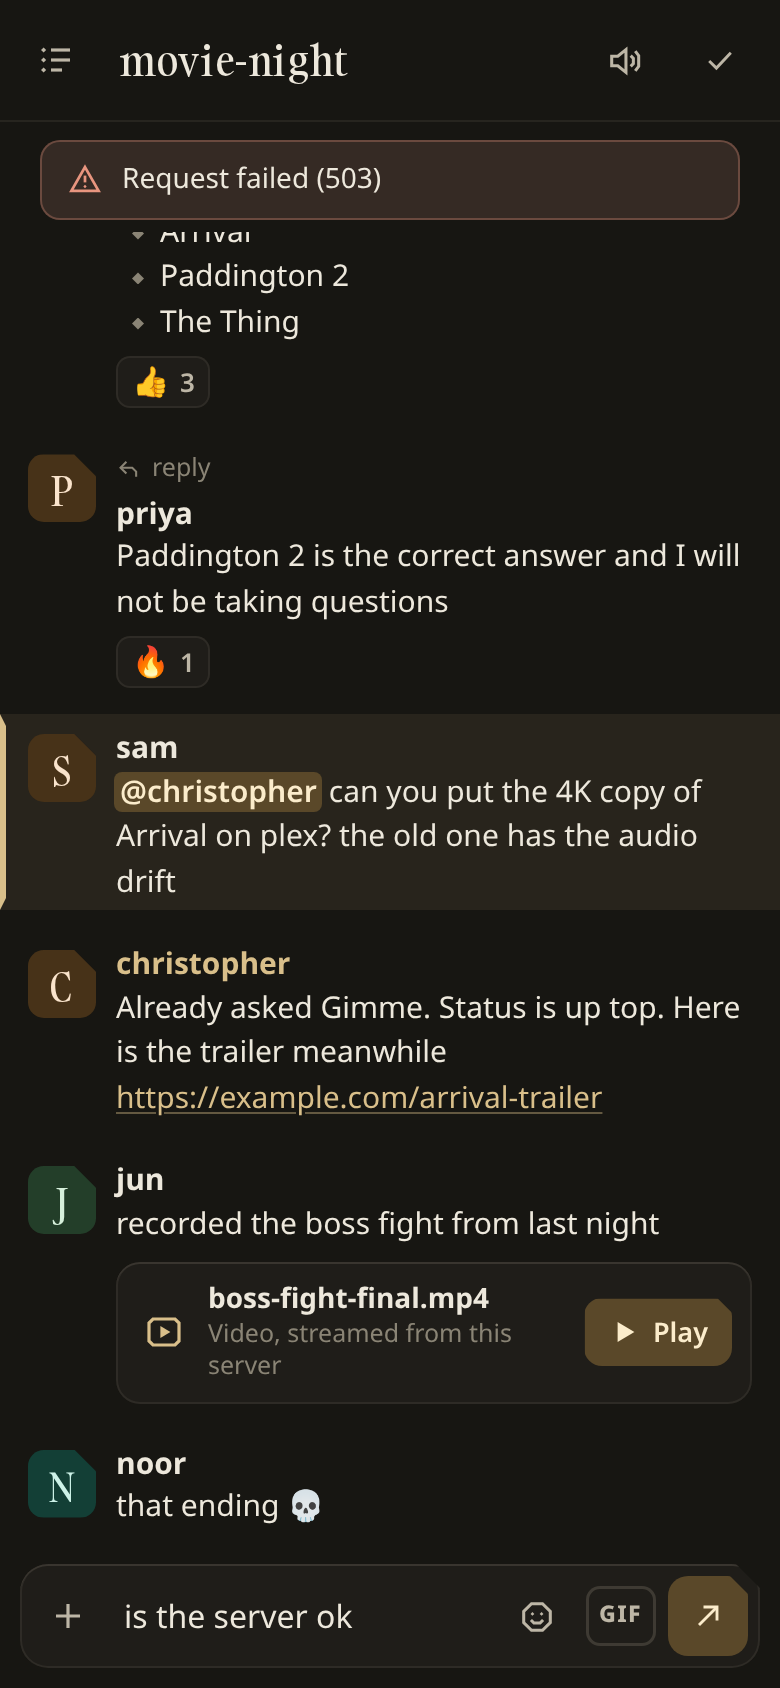 movie-night
Request failed (503)
Arrival
Paddington 2
The Thing
👍 3
P
reply
priya
Paddington 2 is the correct answer and I will
not be taking questions
🔥 1
S
sam
@christopher can you put the 4K copy of
Arrival on plex? the old one has the audio
drift
C
christopher
Already asked Gimme. Status is up top. Here
is the trailer meanwhile
https://example.com/arrival-trailer
J
jun
recorded the boss fight from last night
boss-fight-final.mp4
Video, streamed from this
server
Play
N
noor
that ending 💀
is the server ok
GIF